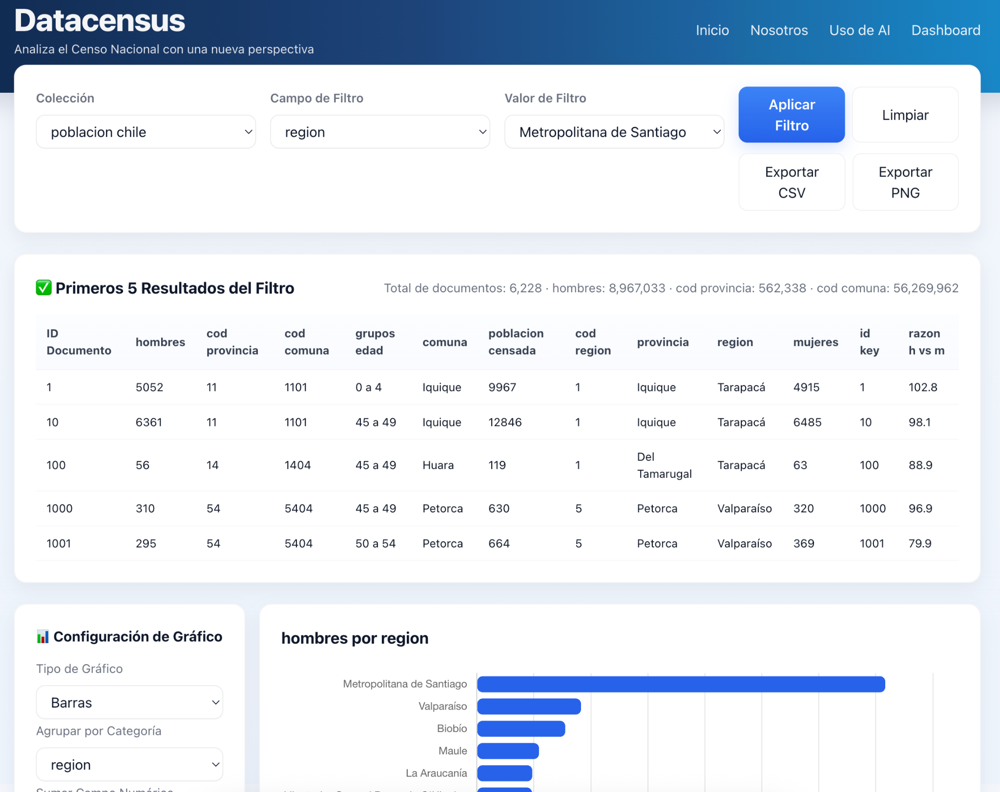 Datacensus
Analiza el Censo Nacional con una nueva perspectiva
Inicio Nosotros Uso de AI Dashboard
Colección Campo de Filtro Valor de Filtro
poblacion chile region Metropolitana de Santiago
Aplicar
Filtro
Limpiar
Exportar
CSV
Exportar
PNG
Primeros 5 Resultados del Filtro
Total de documentos: 6,228 · hombres: 8,967,033 · cod provincia: 562,338 · cod comuna: 56,269,962
ID Documento hombres cod provincia cod comuna grupos edad comuna poblacion censada cod region provincia region mujeres id key razon h vs m
1 5052 11 1101 0 a 4 Iquique 9967 1 Iquique Tarapacá 4915 1 102.8
10 6361 11 1101 45 a 49 Iquique 12846 1 Iquique Tarapacá 6485 10 98.1
100 56 14 1404 45 a 49 Huara 119 1 Del Tamarugal Tarapacá 63 100 88.9
1000 310 54 5404 45 a 49 Petorca 630 5 Petorca Valparaíso 320 1000 96.9
1001 295 54 5404 50 a 54 Petorca 664 5 Petorca Valparaíso 369 1001 79.9
Configuración de Gráfico
Tipo de Gráfico
Barras
Agrupar por Categoría
region
hombres por region
Metropolitana de Santiago
Valparaíso
Biobío
Maule
La Araucanía